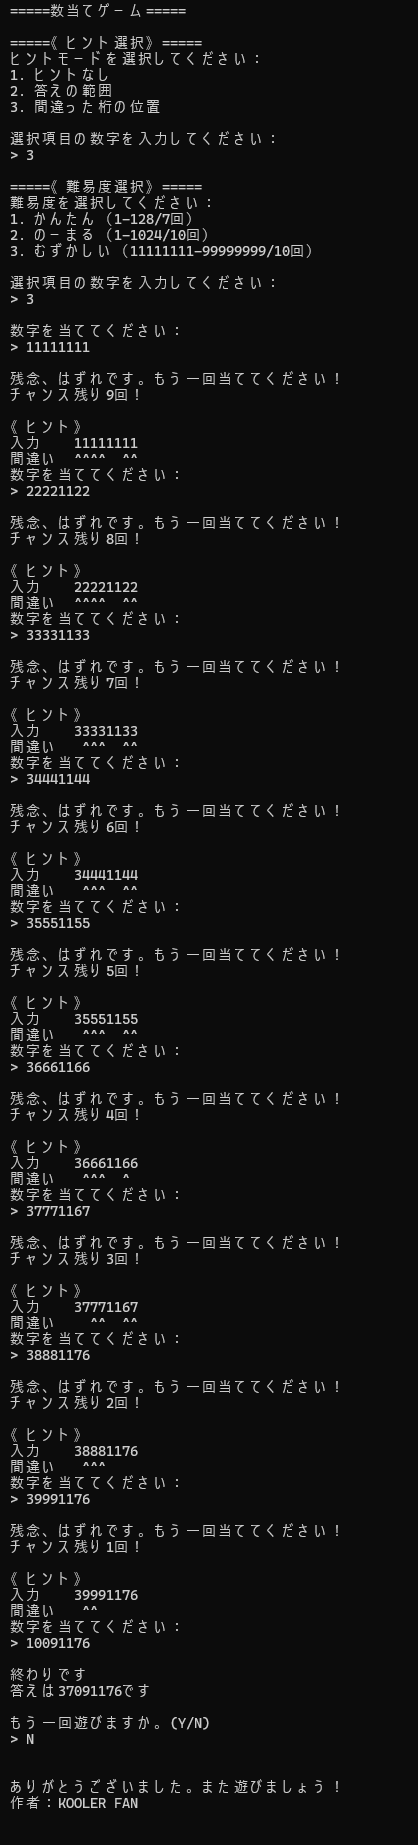 =====数当てゲーム=====
=====《ヒント選択》=====
ヒントモードを選択してください：
1. ヒントなし
2. 答えの範囲
3. 間違った桁の位置
選択項目の数字を入力してください：
> 3
=====《難易度選択》=====
難易度を選択してください：
1. かんたん（1-128/7回）
2. のーまる（1-1024/10回）
3. むずかしい（11111111-99999999/10回）
選択項目の数字を入力してください：
> 3
数字を当ててください：
> 11111111
残念、はずれです。もう一回当ててください！
チャンス残り9回！
《ヒント》
入力    11111111
間違い  ^^^^  ^^
数字を当ててください：
> 22221122
残念、はずれです。もう一回当ててください！
チャンス残り8回！
《ヒント》
入力    22221122
間違い  ^^^^  ^^
数字を当ててください：
> 33331133
残念、はずれです。もう一回当ててください！
チャンス残り7回！
《ヒント》
入力    33331133
間違い   ^^^  ^^
数字を当ててください：
> 34441144
残念、はずれです。もう一回当ててください！
チャンス残り6回！
《ヒント》
入力    34441144
間違い   ^^^  ^^
数字を当ててください：
> 35551155
残念、はずれです。もう一回当ててください！
チャンス残り5回！
《ヒント》
入力    35551155
間違い   ^^^  ^^
数字を当ててください：
> 36661166
残念、はずれです。もう一回当ててください！
チャンス残り4回！
《ヒント》
入力    36661166
間違い   ^^^  ^
数字を当ててください：
> 37771167
残念、はずれです。もう一回当ててください！
チャンス残り3回！
《ヒント》
入力    37771167
間違い    ^^  ^^
数字を当ててください：
> 38881176
残念、はずれです。もう一回当ててください！
チャンス残り2回！
《ヒント》
入力    38881176
間違い   ^^^
数字を当ててください：
> 39991176
残念、はずれです。もう一回当ててください！
チャンス残り1回！
《ヒント》
入力    39991176
間違い   ^^
数字を当ててください：
> 10091176
終わりです
答えは37091176です
もう一回遊びますか。(Y/N)
> N
ありがとうございました。また遊びましょう！
作者：KOOLER FAN